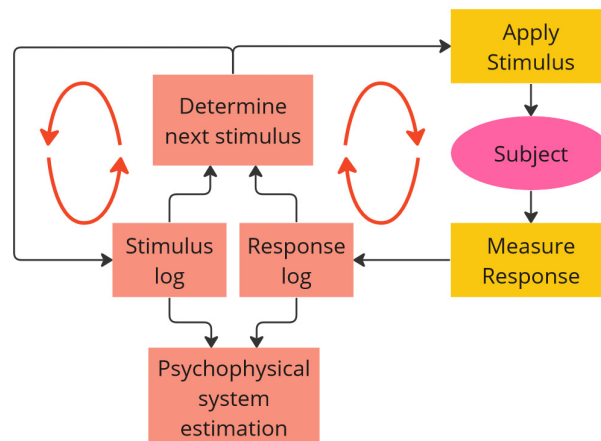 Apply
Stimulus
Determine
next stimulus
Subject
Stimulus
log
Response
log
Measure
Response
Psychophysical
system
estimation